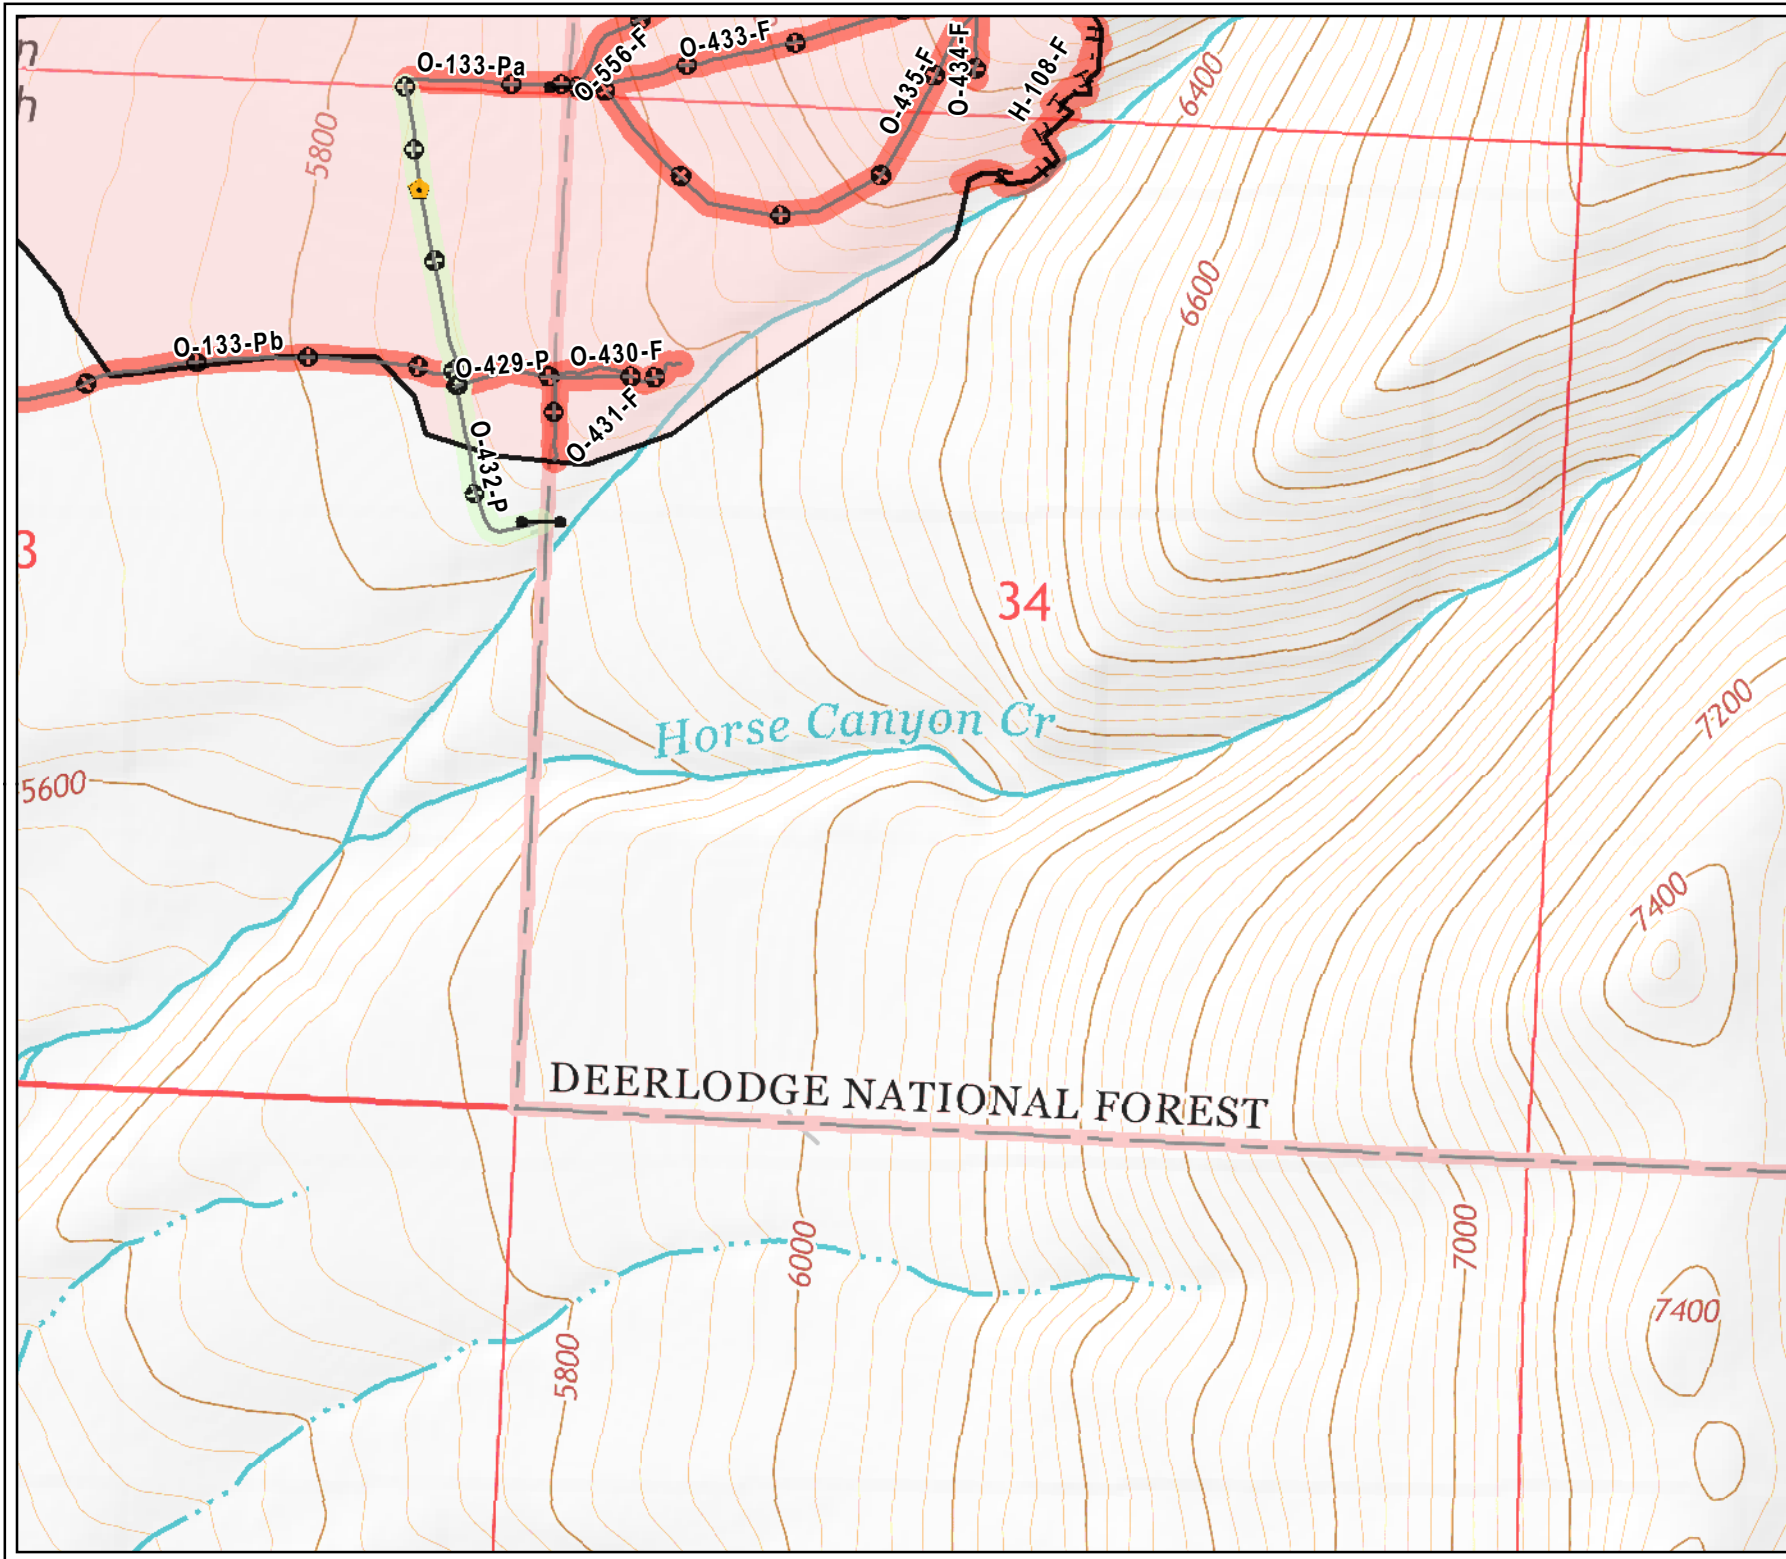 n
h
O-133-Pa
O-556-F
O-433-F
O-435-F
O-434-F
H-108-F
6400
5800
6600
O-133-Pb
O-429-P
O-430-F
O-431-F
O-432-P
3
34
Horse Canyon Cr
7200
5600
7400
DEERLODGE NATIONAL FOREST
6000
7000
7400
5800